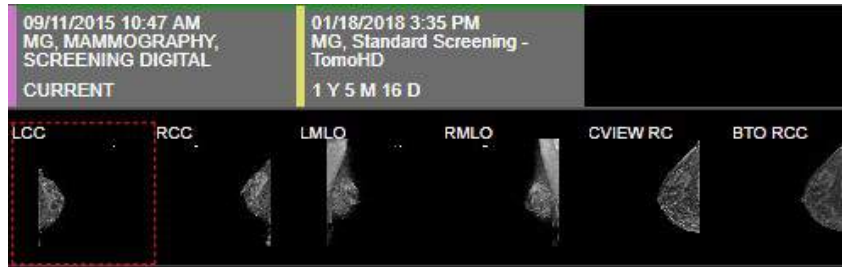 09/11/2015 10:47 AM
MG, MAMMOGRAPHY,
SCREENING DIGITAL
CURRENT
01/18/2018 3:35 PM
MG, Standard Screening -
TomoHD
1 Y 5 M 16 D
LCC RCC LMLO RMLO CVIEW RC BTO RCC